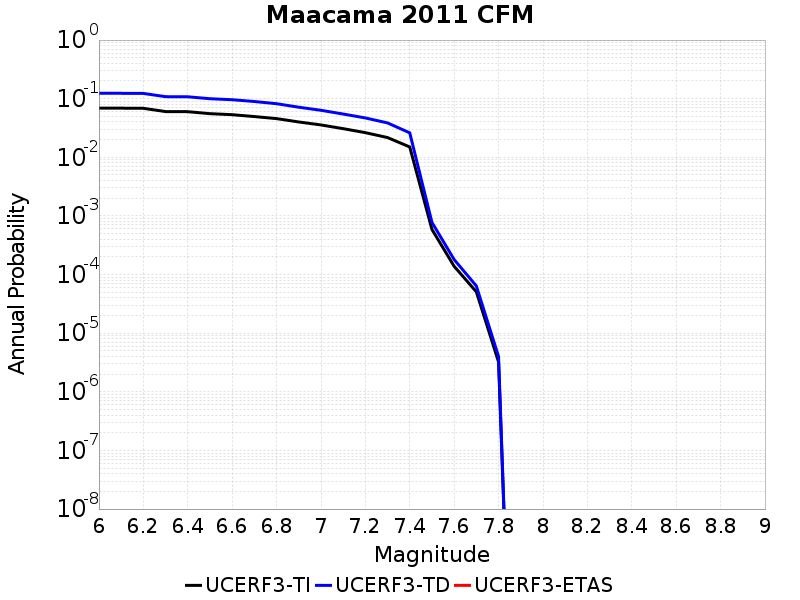 Maacama 2011 CFM
10^0
10^-1
10^-2
10^-3
10^-4
10^-5
10^-6
10^-7
10^-8
Annual Probability
6 6.2 6.4 6.6 6.8 7 7.2 7.4 7.6 7.8 8 8.2 8.4 8.6 8.8 9
Magnitude
UCERF3-TI UCERF3-TD UCERF3-ETAS